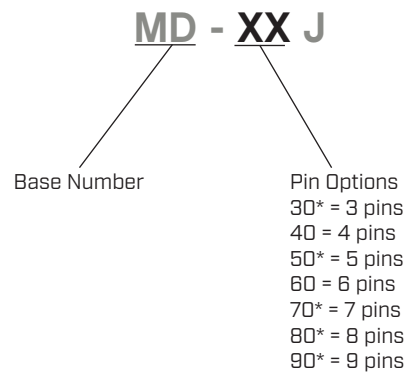 MD - XX J
Base Number
Pin Options
30* = 3 pins
40 = 4 pins
50* = 5 pins
60 = 6 pins
70* = 7 pins
80* = 8 pins
90* = 9 pins